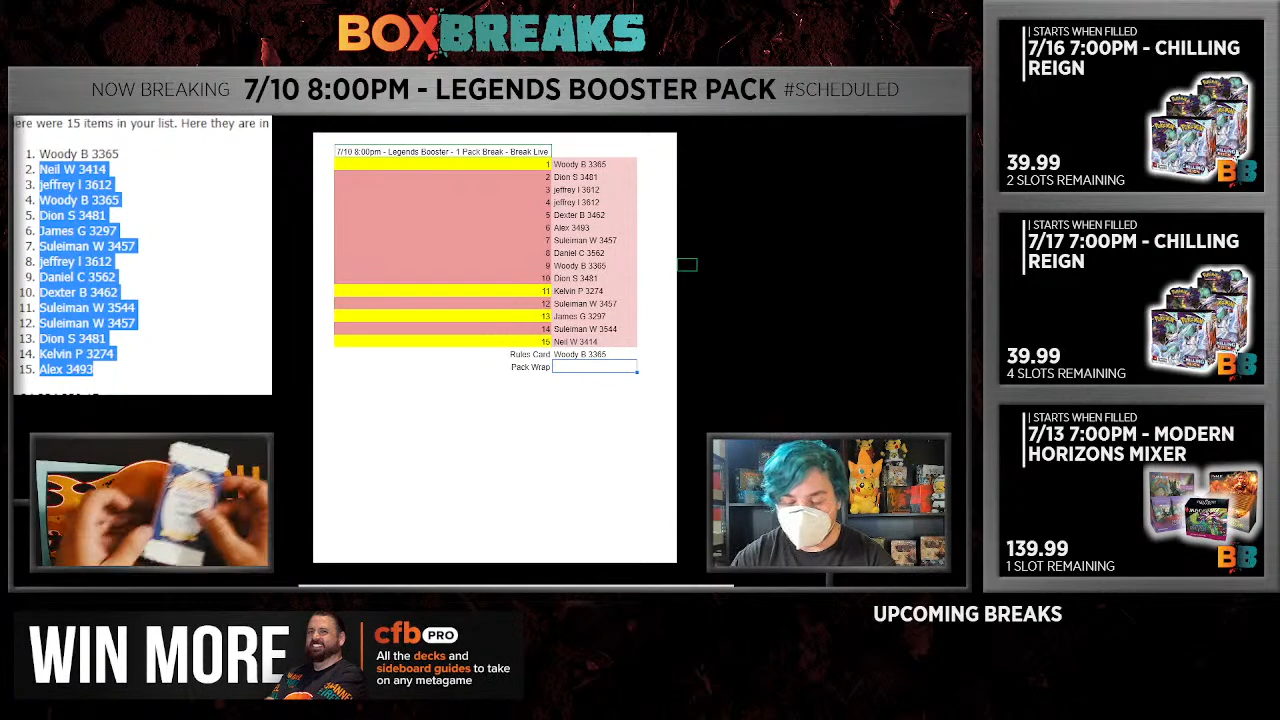 BOXBREAKS
NOW BREAKING 7/10 8:00PM - LEGENDS BOOSTER PACK #SCHEDULED
ere were 15 items in your list. Here they are in
1. Woody B 3365
2. Neil W 3414
3. jeffrey l 3612
4. Woody B 3365
5. Dion S 3481
6. James G 3297
7. Suleiman W 3457
8. jeffrey l 3612
9. Daniel C 3562
10. Dexter B 3462
11. Suleiman W 3544
12. Suleiman W 3457
13. Dion S 3481
14. Kelvin P 3274
15. Alex 3493
7/10 8:00pm - Legends Booster - 1 Pack Break - Break Live
1 Woody B 3365
2 Dion S 3481
3 jeffrey l 3612
4 jeffrey l 3612
5 Dexter B 3462
6 Alex 3493
7 Suleiman W 3457
8 Daniel C 3562
9 Woody B 3365
10 Dion S 3481
11 Kelvin P 3274
12 Suleiman W 3457
13 James G 3297
14 Suleiman W 3544
15 Neil W 3414
Rules Card Woody B 3365
Pack Wrap
| STARTS WHEN FILLED
7/16 7:00PM - CHILLING
REIGN
39.99
2 SLOTS REMAINING
BB
| STARTS WHEN FILLED
7/17 7:00PM - CHILLING
REIGN
39.99
4 SLOTS REMAINING
BB
| STARTS WHEN FILLED
7/13 7:00PM - MODERN
HORIZONS MIXER
139.99
1 SLOT REMAINING
BB
UPCOMING BREAKS
WIN MORE
cfb PRO
All the decks and
sideboard guides to take
on any metagame